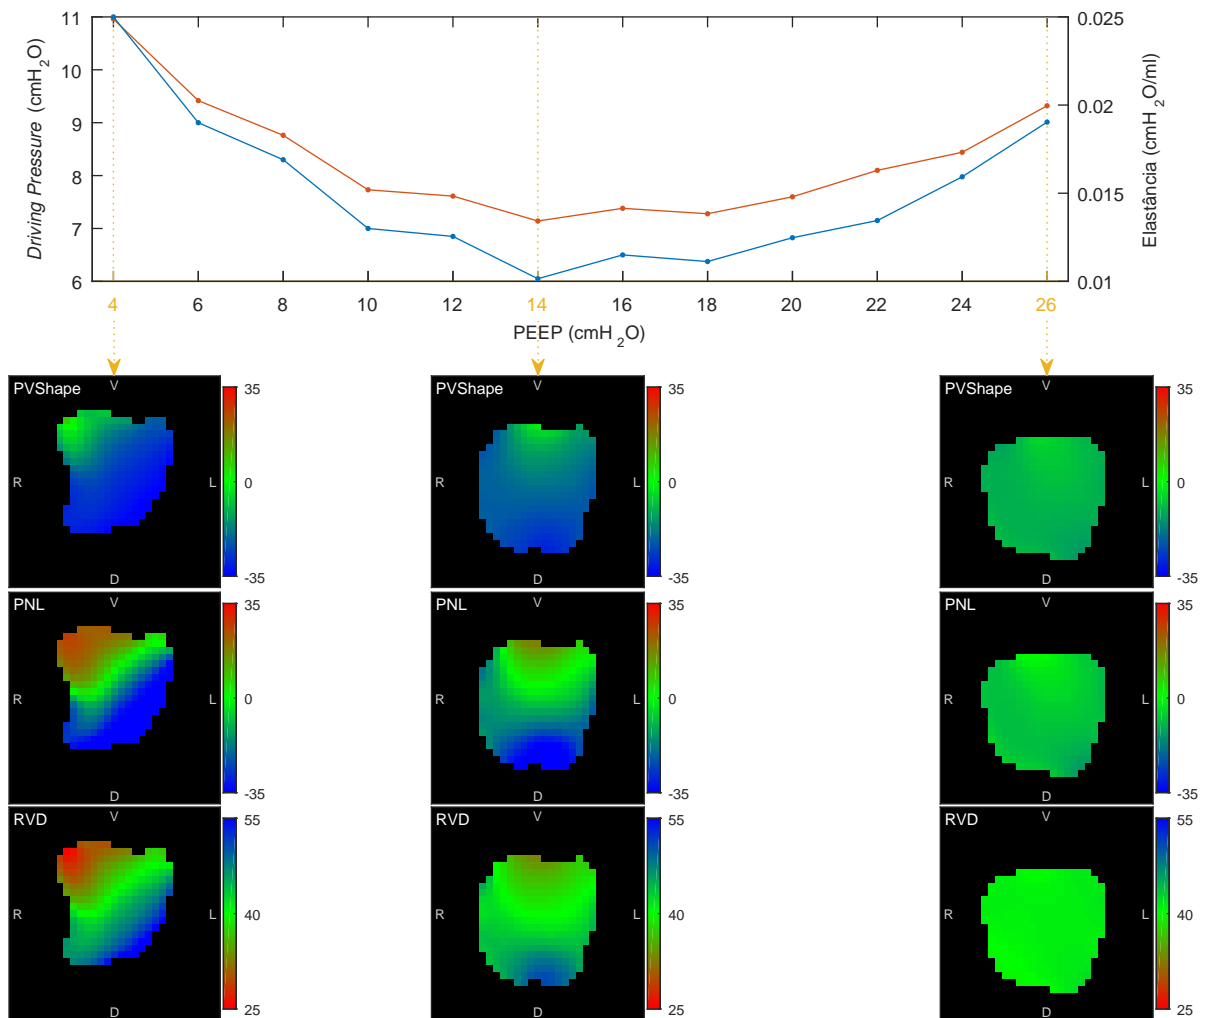 11
10
9
8
7
6
Driving Pressure (cmH2O)
0.025
0.02
0.015
0.01
Elastância (cmH2O/ml)
4 6 8 10 12 14 16 18 20 22 24 26
PEEP (cmH2O)
PVShape V R L D 35 0 -35
PVShape V R L D 35 0 -35
PVShape V R L D 35 0 -35
PNL V R L D 35 0 -35
PNL V R L D 35 0 -35
PNL V R L D 35 0 -35
RVD V R L D 55 40 25
RVD V R L D 55 40 25
RVD V R L D 55 40 25